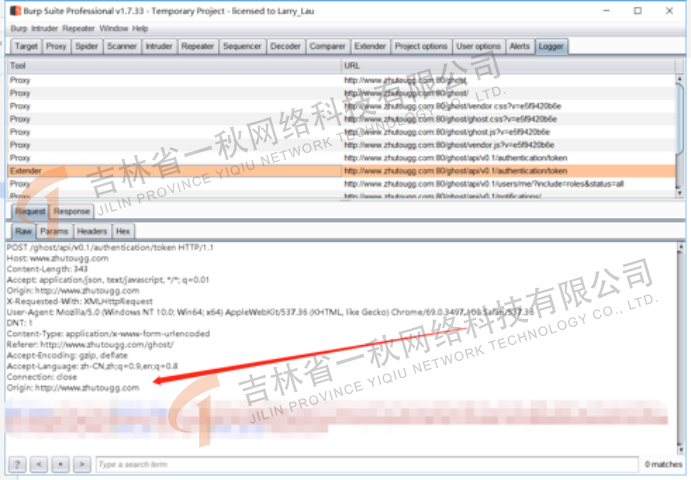 Burp Suite Professional v1.7.33 - Temporary Project - licensed to Larry_Lau
Burp Intruder Repeater Window Help
Target Proxy Spider Scanner Intruder Repeater Sequencer Decoder Comparer Extender Project options User options Alerts Logger
Tool URL
Proxy http://www.zhutougg.com:80/ghost
Proxy http://www.zhutougg.com:80/ghost/
Proxy http://www.zhutougg.com:80/ghost/vendor.css?v=e5f9420b6e
Proxy http://www.zhutougg.com:80/ghost/ghost.css?v=e5f9420b6e
Proxy http://www.zhutougg.com:80/ghost/ghost.js?v=e5f9420b6e
Proxy http://www.zhutougg.com:80/ghost/vendor.js?v=e5f9420b6e
Proxy http://www.zhutougg.com:80/ghost/api/v0.1/authentication/token
Extender http://www.zhutougg.com:80/ghost/api/v0.1/authentication/token
Proxy http://www.zhutougg.com:80/ghost/api/v0.1/users/me/?include=roles&status=all
Proxy http://www.zhutougg.com:80/ghost/api/v0.1/notifications/
吉林省一秋网络科技有限公司
JILIN PROVINCE YIQIU NETWORK TECHNOLOGY CO., LTD.
Request Response
Raw Params Headers Hex
POST /ghost/api/v0.1/authentication/token HTTP/1.1
Host: www.zhutougg.com
Content-Length: 343
Accept: application/json, text/javascript, */*; q=0.01
Origin: http://www.zhutougg.com
X-Requested-With: XMLHttpRequest
User-Agent: Mozilla/5.0 (Windows NT 10.0; Win64; x64) AppleWebKit/537.36 (KHTML, like Gecko) Chrome/69.0.3497.100 Safari/537.36
DNT: 1
Content-Type: application/x-www-form-urlencoded
Referer: http://www.zhutougg.com/ghost/
Accept-Encoding: gzip, deflate
Accept-Language: zh-CN,zh;q=0.9,en;q=0.8
Connection: close
Origin: http://www.zhutougg.com
吉林省一秋网络科技有限公司
JILIN PROVINCE YIQIU NETWORK TECHNOLOGY CO., LTD.
? < + > Type a search term 0 matches